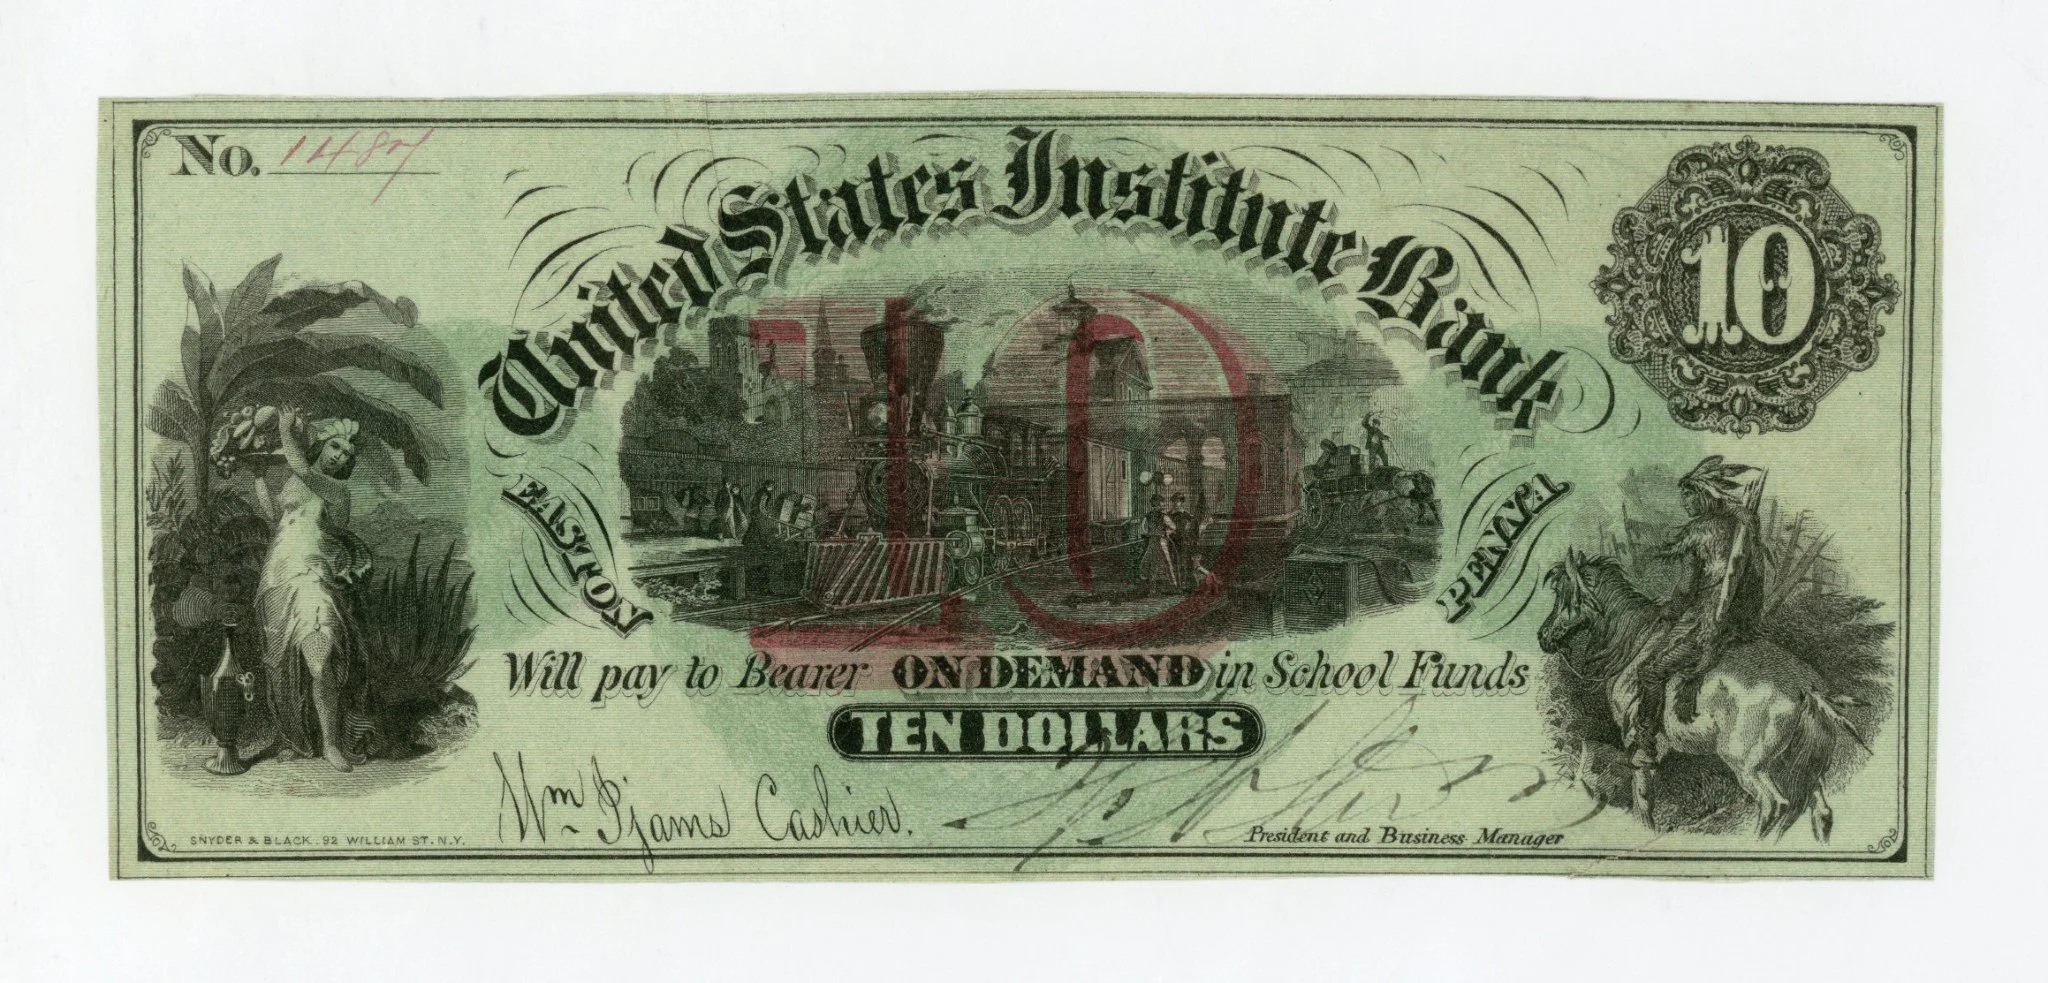 No. 1487
United States Institute Bank
10
10
EASTON
PENNA
Will pay to Bearer ON DEMAND in School Funds
TEN DOLLARS
Wm Ijams Cashier.
President and Business Manager
SNYDER & BLACK. 92 WILLIAM ST. N.Y.